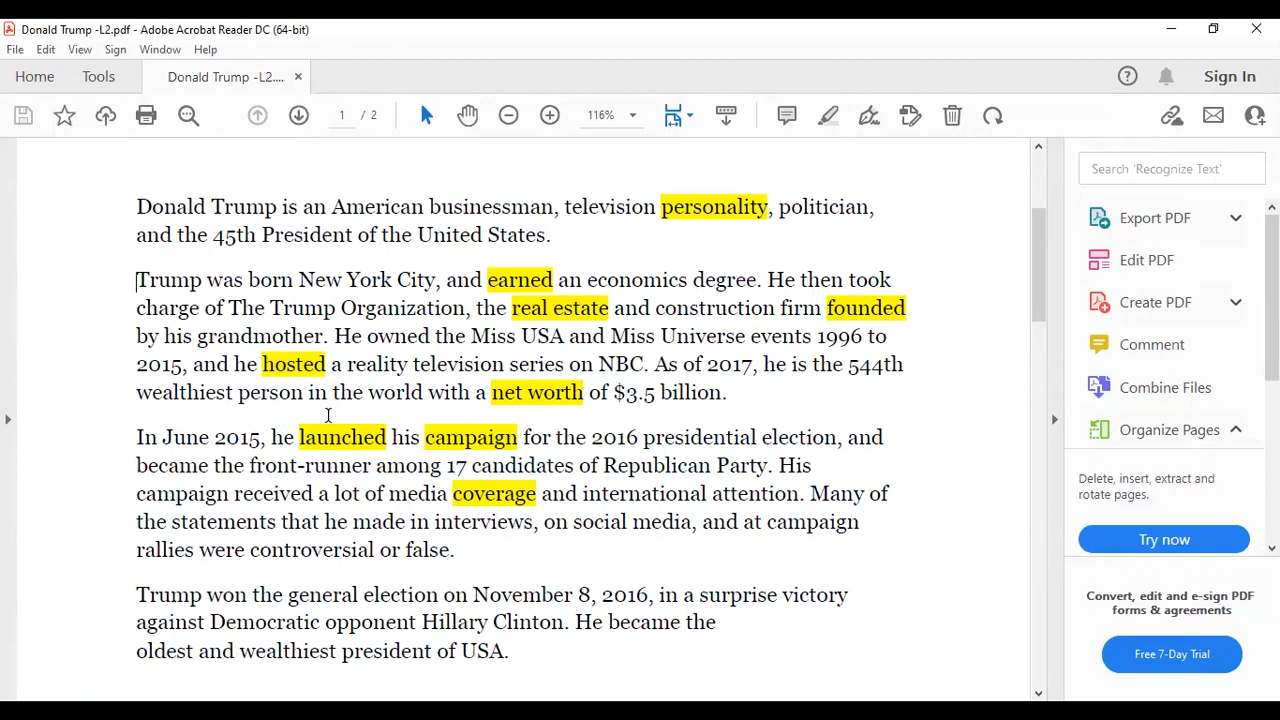 Donald Trump -L2.pdf - Adobe Acrobat Reader DC (64-bit)
File Edit View Sign Window Help
Home Tools Donald Trump -L2.... × Sign In
1 / 2 116%
Search 'Recognize Text'
Donald Trump is an American businessman, television personality, politician,
and the 45th President of the United States.
Trump was born New York City, and earned an economics degree. He then took
charge of The Trump Organization, the real estate and construction firm founded
by his grandmother. He owned the Miss USA and Miss Universe events 1996 to
2015, and he hosted a reality television series on NBC. As of 2017, he is the 544th
wealthiest person in the world with a net worth of $3.5 billion.
In June 2015, he launched his campaign for the 2016 presidential election, and
became the front-runner among 17 candidates of Republican Party. His
campaign received a lot of media coverage and international attention. Many of
the statements that he made in interviews, on social media, and at campaign
rallies were controversial or false.
Trump won the general election on November 8, 2016, in a surprise victory
against Democratic opponent Hillary Clinton. He became the
oldest and wealthiest president of USA.
Export PDF
Edit PDF
Create PDF
Comment
Combine Files
Organize Pages
Delete, insert, extract and
rotate pages.
Try now
Convert, edit and e-sign PDF
forms & agreements
Free 7-Day Trial